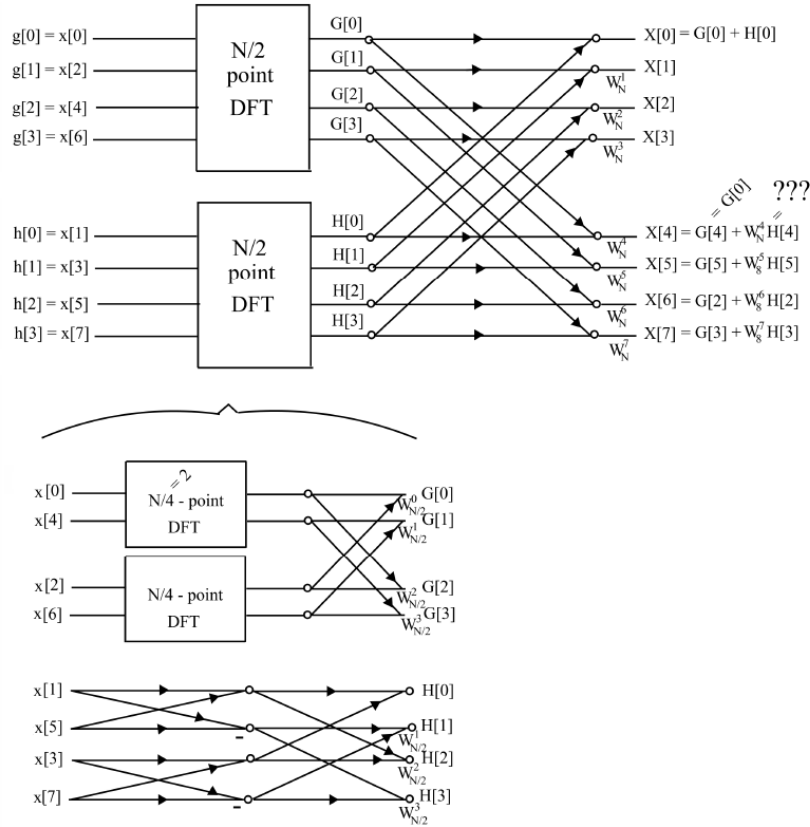 g[0] = x[0]
g[1] = x[2]
g[2] = x[4]
g[3] = x[6]
N/2
point
DFT
G[0]
G[1]
G[2]
G[3]
X[0] = G[0] + H[0]
W_N^1 X[1]
W_N^2 X[2]
W_N^3 X[3]
h[0] = x[1]
h[1] = x[3]
h[2] = x[5]
h[3] = x[7]
N/2
point
DFT
H[0]
H[1]
H[2]
H[3]
= G[0]
???
=
W_N^4 X[4] = G[4] + W_N^4 H[4]
W_N^5 X[5] = G[5] + W_8^5 H[5]
W_N^6 X[6] = G[2] + W_8^6 H[2]
W_N^7 X[7] = G[3] + W_8^7 H[3]
x[0]
x[4]
= 2
N/4 - point
DFT
W_{N/2}^0 G[0]
W_{N/2}^1 G[1]
x[2]
x[6]
N/4 - point
DFT
W_{N/2}^2 G[2]
W_{N/2}^3 G[3]
x[1]
x[5]
x[3]
x[7]
-
-
H[0]
H[1]
W_{N/2}^1
H[2]
W_{N/2}^2
H[3]
W_{N/2}^3